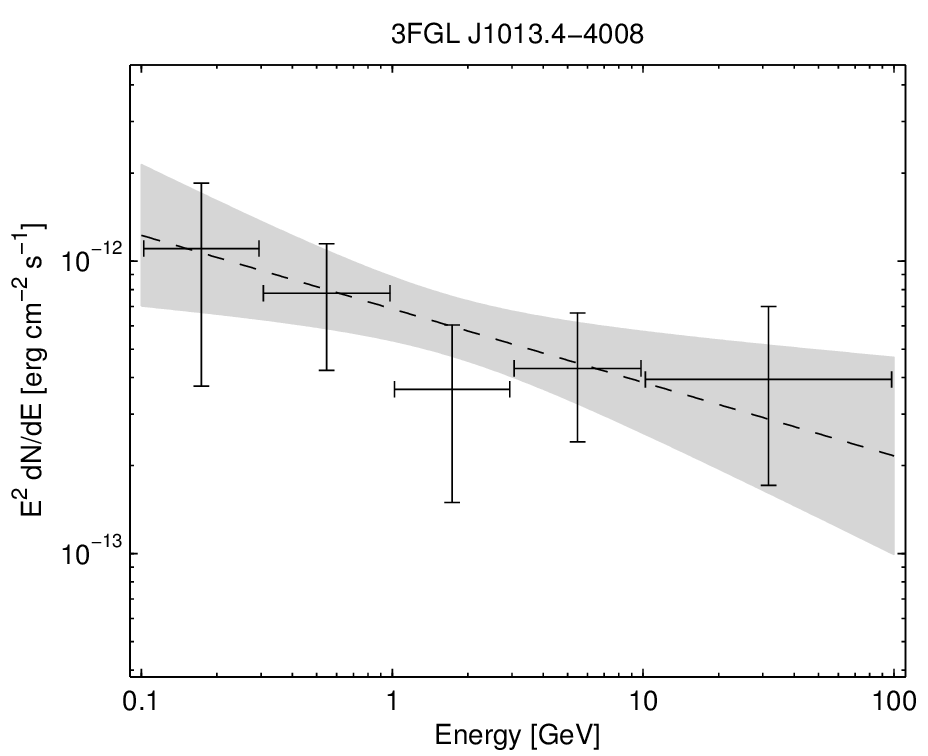 3FGL J1013.4−4008
E² dN/dE [erg cm⁻² s⁻¹]
10⁻¹²
10⁻¹³
0.1 1 10 100
Energy [GeV]